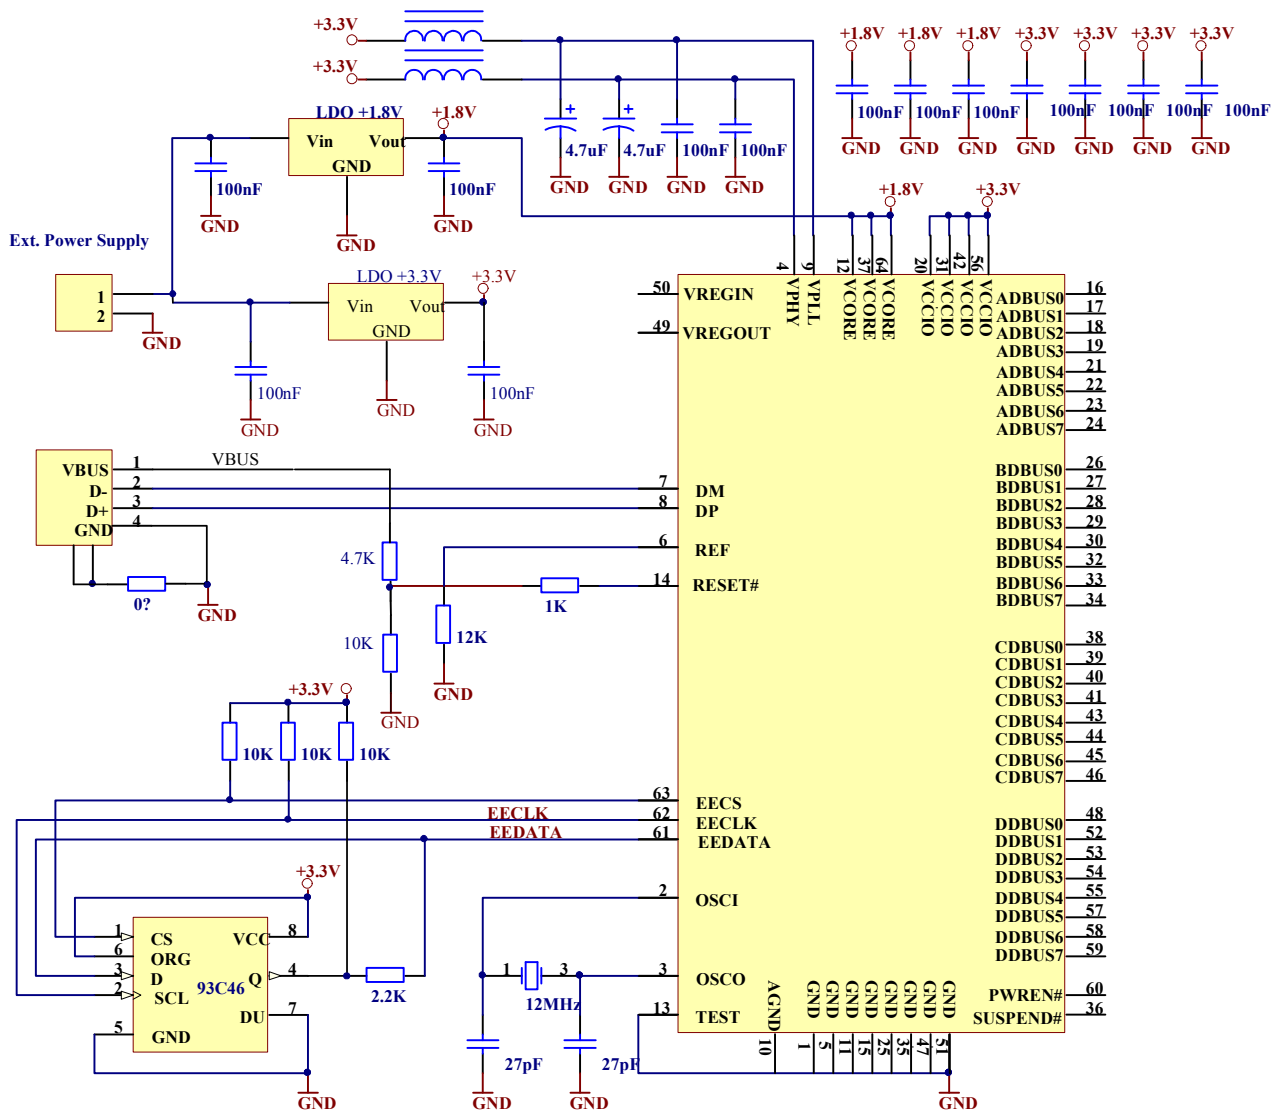 +3.3V
+3.3V
4.7uF 4.7uF 100nF 100nF
GND GND GND GND
+1.8V +1.8V +1.8V +3.3V +3.3V +3.3V +3.3V
100nF 100nF 100nF 100nF 100nF 100nF 100nF
GND GND GND GND GND GND GND
LDO +1.8V
+1.8V
Vin Vout
GND
100nF 100nF
GND GND GND
Ext. Power Supply
1
2
GND
LDO +3.3V
+3.3V
Vin Vout
GND
100nF 100nF
GND GND GND
+1.8V +3.3V
4 9 12 37 64 20 31 42 56
VPHY VPLL VCORE VCORE VCORE VCCIO VCCIO VCCIO VCCIO
50 VREGIN
49 VREGOUT
VBUS 1 VBUS
D- 2
D+ 3
GND 4
0?
GND
7 DM
8 DP
6 REF
14 RESET#
4.7K
1K
10K
12K
GND
GND
+3.3V
10K 10K 10K
63 EECS
EECLK 62 EECLK
EEDATA 61 EEDATA
+3.3V
1 CS VCC 8
6 ORG
3 D Q 4
93C46
2 SCL
DU 7
5 GND
2.2K
GND
2 OSCI
1 3
12MHz
3 OSCO
13 TEST
27pF 27pF
GND GND
AGND GND GND GND GND GND GND GND GND
10 1 5 11 15 25 35 47 51
GND
ADBUS0 16
ADBUS1 17
ADBUS2 18
ADBUS3 19
ADBUS4 21
ADBUS5 22
ADBUS6 23
ADBUS7 24
BDBUS0 26
BDBUS1 27
BDBUS2 28
BDBUS3 29
BDBUS4 30
BDBUS5 32
BDBUS6 33
BDBUS7 34
CDBUS0 38
CDBUS1 39
CDBUS2 40
CDBUS3 41
CDBUS4 43
CDBUS5 44
CDBUS6 45
CDBUS7 46
DDBUS0 48
DDBUS1 52
DDBUS2 53
DDBUS3 54
DDBUS4 55
DDBUS5 57
DDBUS6 58
DDBUS7 59
PWREN# 60
SUSPEND# 36